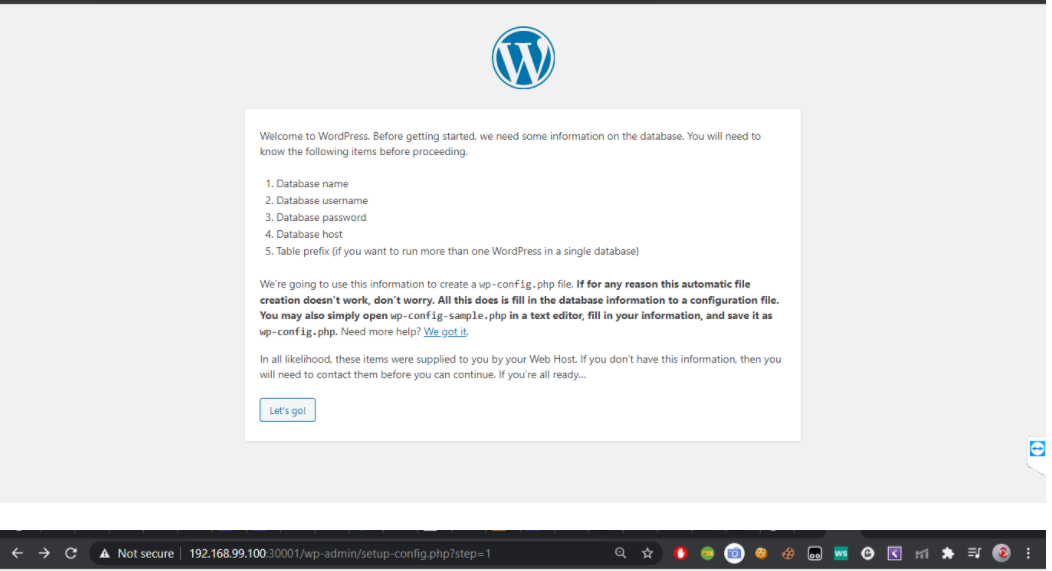 Welcome to WordPress. Before getting started, we need some information on the database. You will need to
know the following items before proceeding.
1. Database name
2. Database username
3. Database password
4. Database host
5. Table prefix (if you want to run more than one WordPress in a single database)
We're going to use this information to create a wp-config.php file. If for any reason this automatic file
creation doesn't work, don't worry. All this does is fill in the database information to a configuration file.
You may also simply open wp-config-sample.php in a text editor, fill in your information, and save it as
wp-config.php. Need more help? We got it.
In all likelihood, these items were supplied to you by your Web Host. If you don't have this information, then you
will need to contact them before you can continue. If you're all ready...
Let's go!
Not secure | 192.168.99.100:30001/wp-admin/setup-config.php?step=1